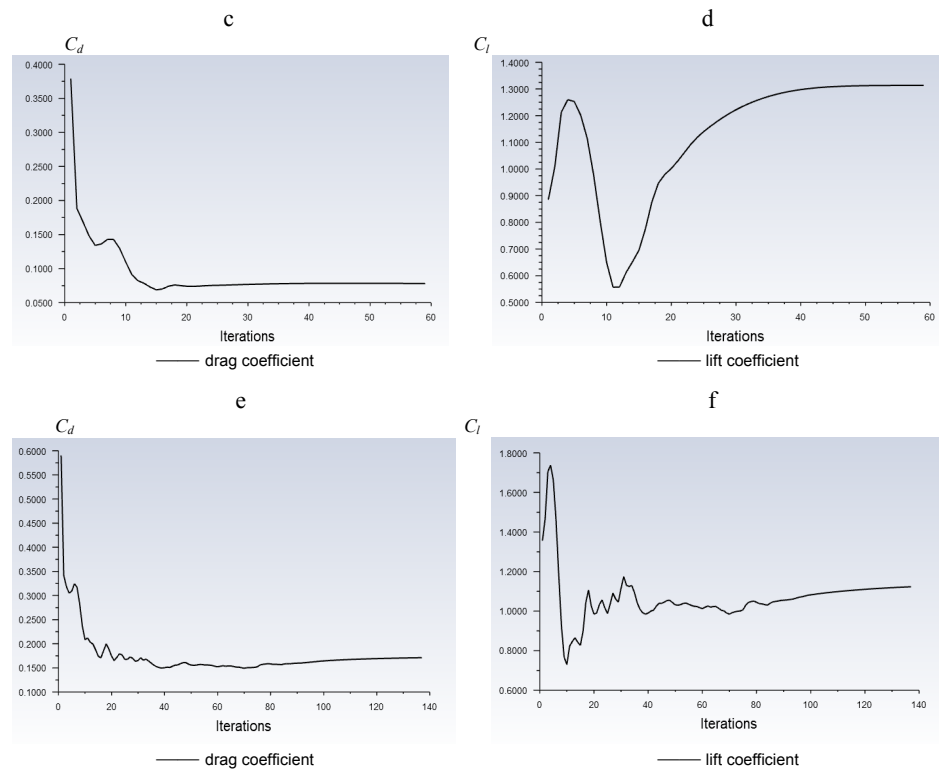 c
C_d
0.4000
0.3500
0.3000
0.2500
0.2000
0.1500
0.1000
0.0500
0 10 20 30 40 50 60
Iterations
drag coefficient
d
C_l
1.4000
1.3000
1.2000
1.1000
1.0000
0.9000
0.8000
0.7000
0.6000
0.5000
0 10 20 30 40 50 60
Iterations
lift coefficient
e
C_d
0.6000
0.5500
0.5000
0.4500
0.4000
0.3500
0.3000
0.2500
0.2000
0.1500
0.1000
0 20 40 60 80 100 120 140
Iterations
drag coefficient
f
C_l
1.8000
1.6000
1.4000
1.2000
1.0000
0.8000
0.6000
0 20 40 60 80 100 120 140
Iterations
lift coefficient